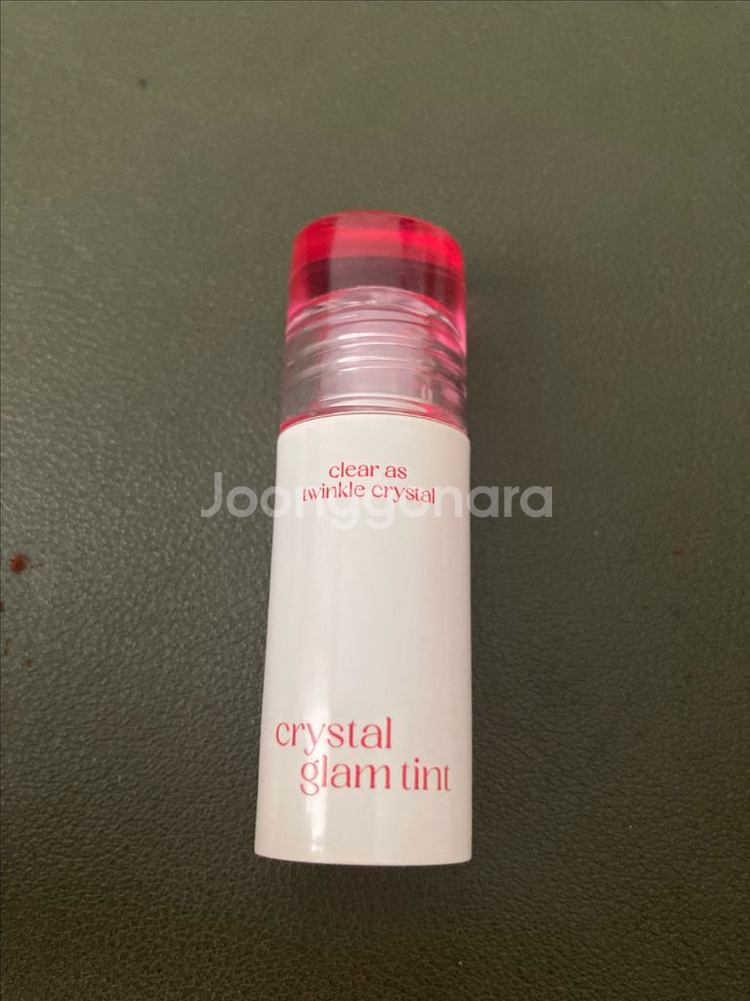 clear as
twinkle crystal
Joonggonara
crystal
glam tint